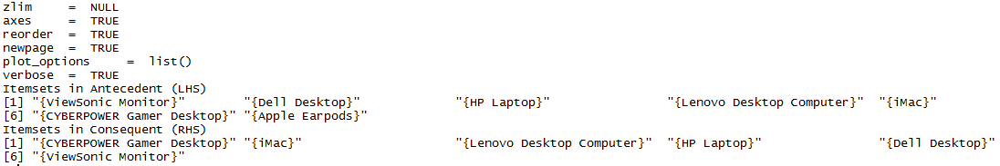 zlim     =  NULL
axes     =  TRUE
reorder  =  TRUE
newpage  =  TRUE
plot_options     =  list()
verbose  =  TRUE
Itemsets in Antecedent (LHS)
[1] "{ViewSonic Monitor}"        "{Dell Desktop}"             "{HP Laptop}"                "{Lenovo Desktop Computer}"  "{iMac}"
[6] "{CYBERPOWER Gamer Desktop}" "{Apple Earpods}"
Itemsets in Consequent (RHS)
[1] "{CYBERPOWER Gamer Desktop}" "{iMac}"                     "{Lenovo Desktop Computer}"  "{HP Laptop}"                "{Dell Desktop}"
[6] "{ViewSonic Monitor}"